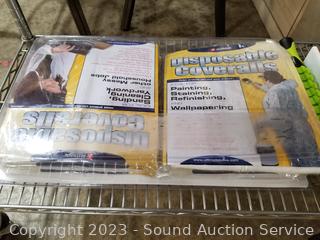 Disposable
Coveralls
Painting,
Staining,
Refinishing,
Wallpapering
Disposable
Coveralls
Sanding,
Cleaning,
Yardwork,
other Messy
Household Jobs
Copyright 2023 - Sound Auction Service